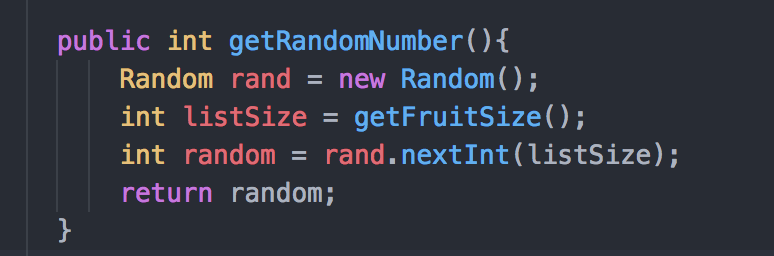 public int getRandomNumber(){
Random rand = new Random();
int listSize = getFruitSize();
int random = rand.nextInt(listSize);
return random;
}